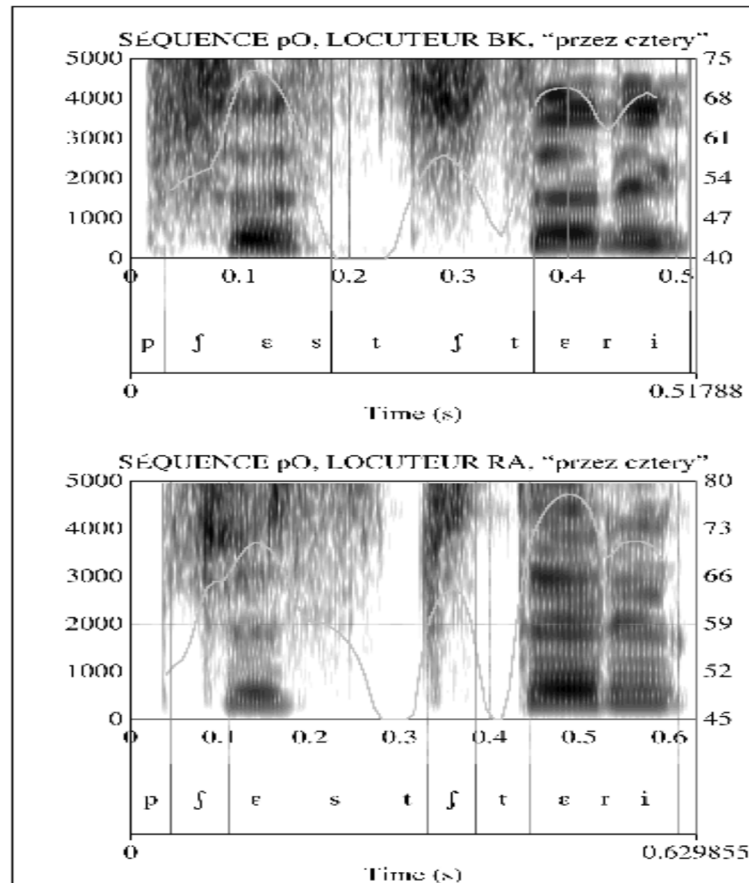 SÉQUENCE pO, LOCUTEUR BK, “przez cztery”
5000 75
4000 68
3000 61
2000 54
1000 47
0 40
0 0.1 0.2 0.3 0.4 0.5
p ʃ ɛ s t ʃ t ɛ r i
0 0.51788
Time (s)
SÉQUENCE pO, LOCUTEUR RA, “przez cztery”
5000 80
4000 73
3000 66
2000 59
1000 52
0 45
0 0.1 0.2 0.3 0.4 0.5 0.6
p ʃ ɛ s t ʃ t ɛ r i
0 0.629855
Time (s)